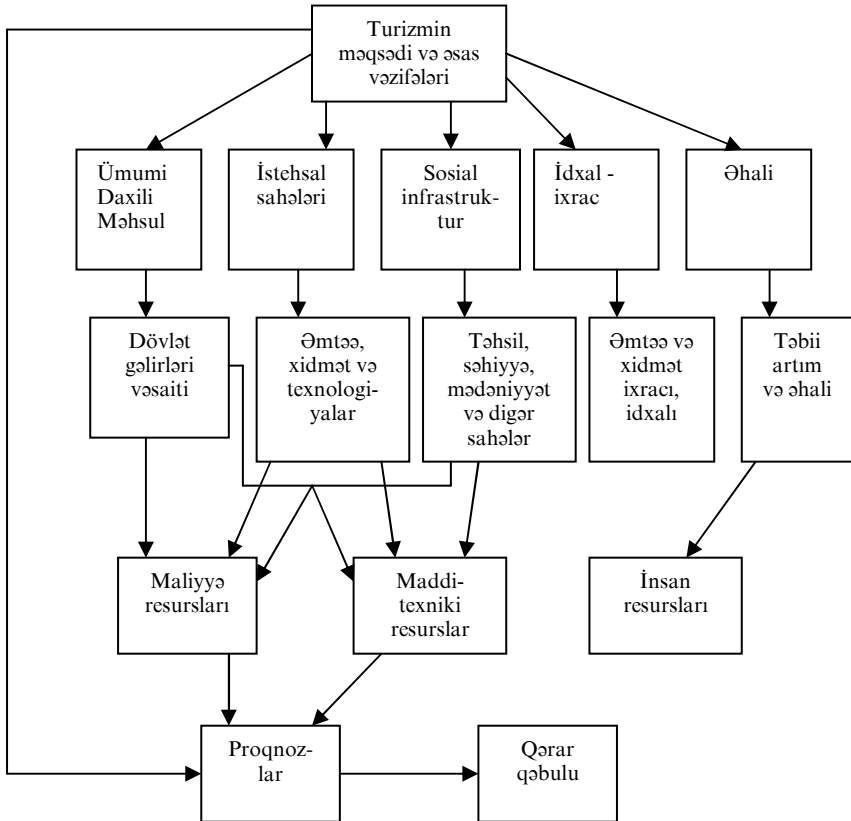 Turizmin
məqsədi və əsas
vəzifələri
Ümumi
Daxili
Məhsul
İstehsal
sahələri
Sosial
infrastruk-
tur
İdxal -
ixrac
Əhali
Dövlət
gəlirləri
vəsaiti
Əmtəə,
xidmət və
texnologi-
yalar
Təhsil,
səhiyyə,
mədəniyyət
və digər
sahələr
Əmtəə və
xidmət
ixracı,
idxalı
Təbii
artım
və əhali
Maliyyə
resursları
Maddi-
texniki
resurslar
İnsan
resursları
Proqnoz-
lar
Qərar
qəbulu